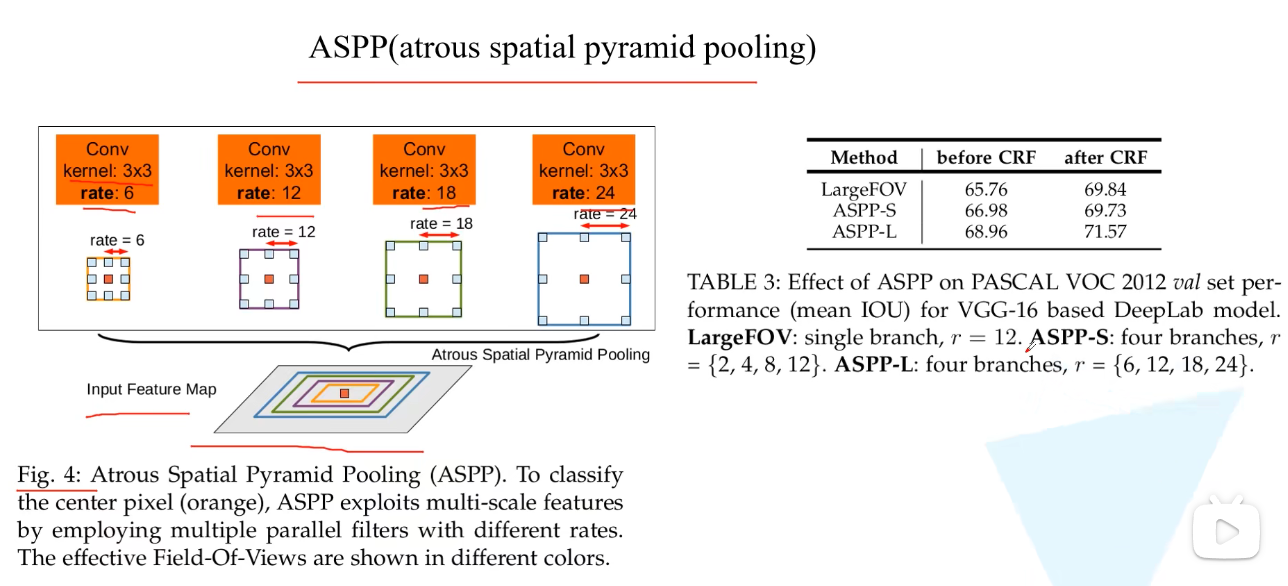 ASPP(atrous spatial pyramid pooling)
Conv
kernel: 3x3
rate: 6
Conv
kernel: 3x3
rate: 12
Conv
kernel: 3x3
rate: 18
Conv
kernel: 3x3
rate: 24
rate = 6
rate = 12
rate = 18
rate = 24
Atrous Spatial Pyramid Pooling
Input Feature Map
Fig. 4: Atrous Spatial Pyramid Pooling (ASPP). To classify
the center pixel (orange), ASPP exploits multi-scale features
by employing multiple parallel filters with different rates.
The effective Field-Of-Views are shown in different colors.
Method before CRF after CRF
LargeFOV 65.76 69.84
ASPP-S 66.98 69.73
ASPP-L 68.96 71.57
TABLE 3: Effect of ASPP on PASCAL VOC 2012 val set per-
formance (mean IOU) for VGG-16 based DeepLab model.
LargeFOV: single branch, r = 12. ASPP-S: four branches, r
= {2, 4, 8, 12}. ASPP-L: four branches, r = {6, 12, 18, 24}.